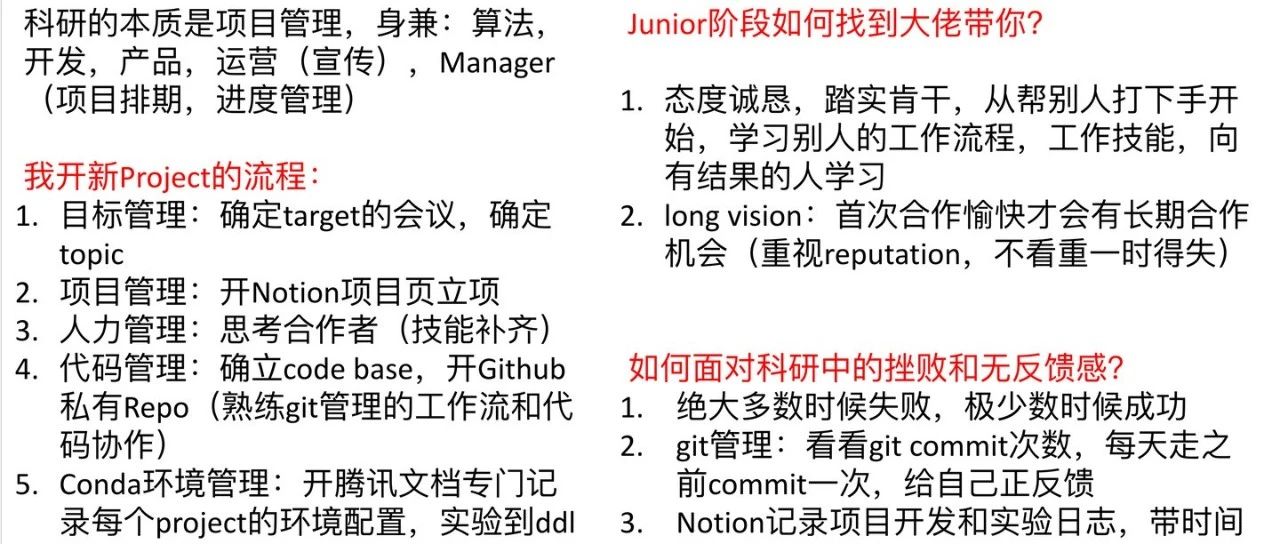 科研的本质是项目管理，身兼：算法，
开发，产品，运营（宣传），Manager
（项目排期，进度管理）
我开新Project的流程：
1. 目标管理：确定target的会议，确定
topic
2. 项目管理：开Notion项目页立项
3. 人力管理：思考合作者（技能补齐）
4. 代码管理：确立code base，开Github
私有Repo（熟练git管理的工作流和代
码协作）
5. Conda环境管理：开腾讯文档专门记
录每个project的环境配置，实验到ddl
Junior阶段如何找到大佬带你？
1. 态度诚恳，踏实肯干，从帮别人打下手开
始，学习别人的工作流程，工作技能，向
有结果的人学习
2. long vision：首次合作愉快才会有长期合作
机会（重视reputation，不看重一时得失）
如何面对科研中的挫败和无反馈感？
1. 绝大多数时候失败，极少数时候成功
2. git管理：看看git commit次数，每天走之
前commit一次，给自己正反馈
3. Notion记录项目开发和实验日志，带时间